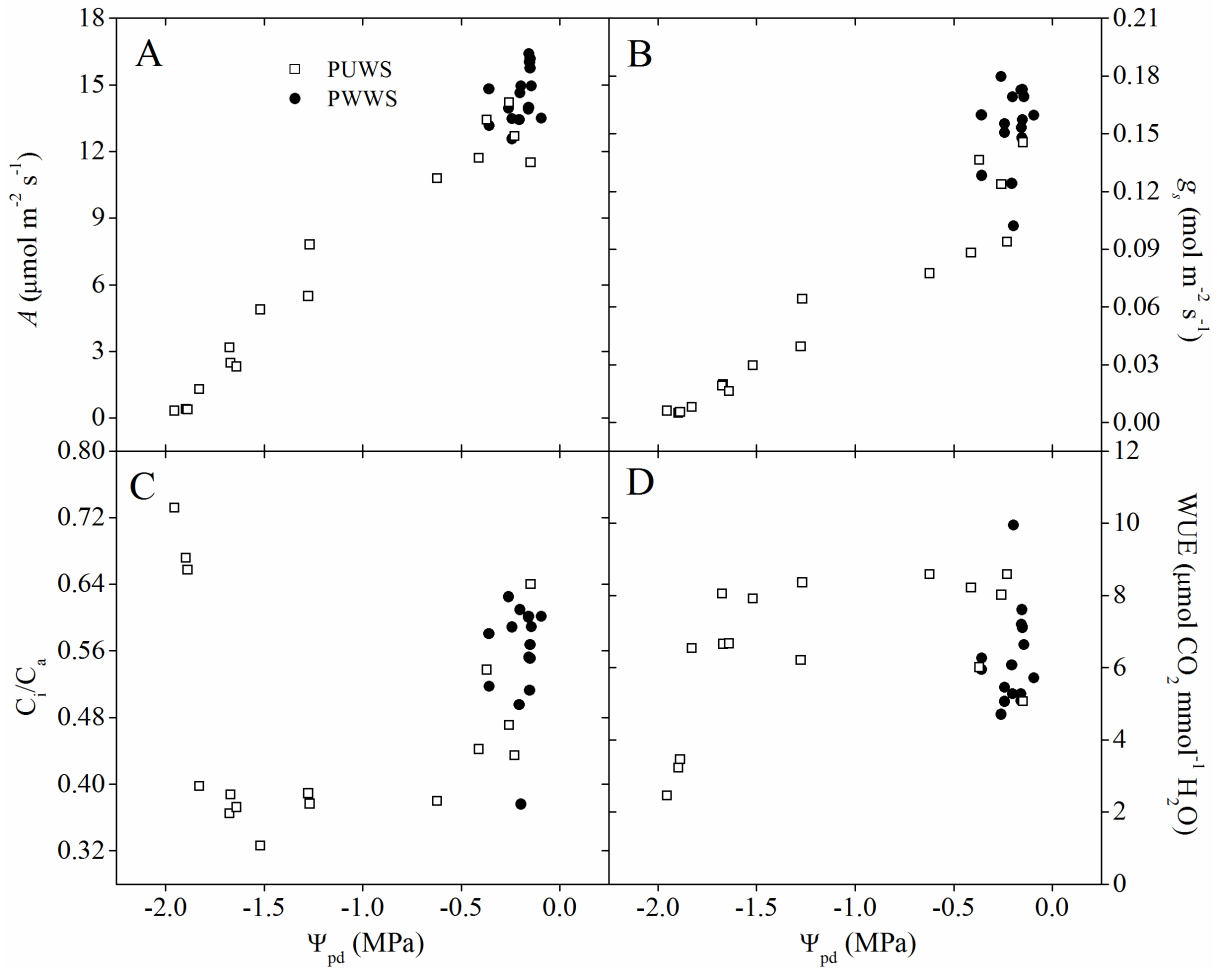 18
15
12
9
6
3
0
A (μmol m⁻² s⁻¹)
A
PUWS
PWWS
B
0.21
0.18
0.15
0.12
0.09
0.06
0.03
0.00
gₛ (mol m⁻² s⁻¹)
0.80
0.72
0.64
0.56
0.48
0.40
0.32
Cᵢ/Cₐ
C
D
12
10
8
6
4
2
0
WUE (μmol CO₂ mmol⁻¹ H₂O)
-2.0 -1.5 -1.0 -0.5 0.0
-2.0 -1.5 -1.0 -0.5 0.0
Ψpd (MPa)
Ψpd (MPa)